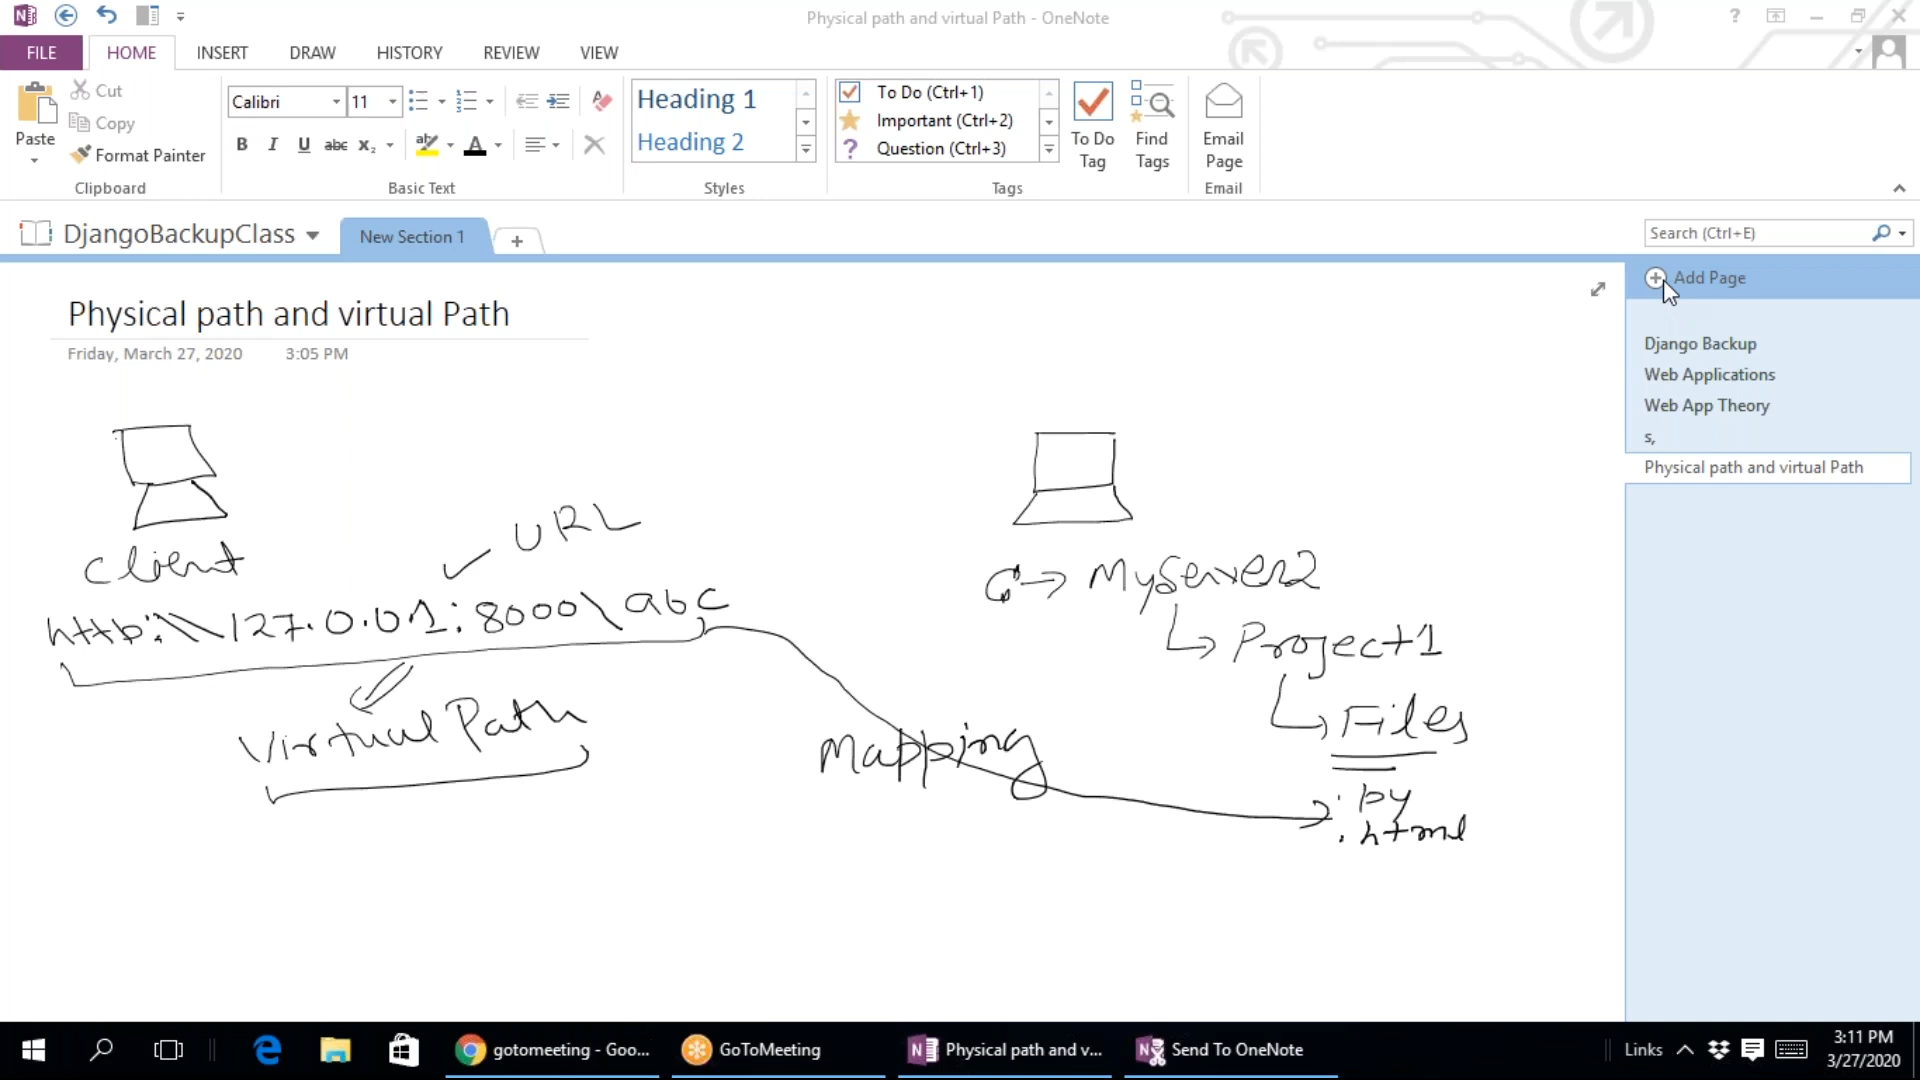 Physical path and virtual Path - OneNote
FILE HOME INSERT DRAW HISTORY REVIEW VIEW
Paste
Cut
Copy
Format Painter
Clipboard
Calibri 11
B I U abc x₂ aby A
Basic Text
Heading 1
Heading 2
Styles
To Do (Ctrl+1)
Important (Ctrl+2)
Question (Ctrl+3)
To Do Tag
Find Tags
Tags
Email Page
Email
DjangoBackupClass
New Section 1
Search (Ctrl+E)
Add Page
Django Backup
Web Applications
Web App Theory
s,
Physical path and virtual Path
Physical path and virtual Path
Friday, March 27, 2020 3:05 PM
Client
URL
http:\\127.0.01:8000\abc
Virtual Path
Mapping
C: → MyServer2
Project1
Files
.py
.html
gotomeeting - Goo...
GoToMeeting
Physical path and v...
Send To OneNote
Links
3:11 PM
3/27/2020